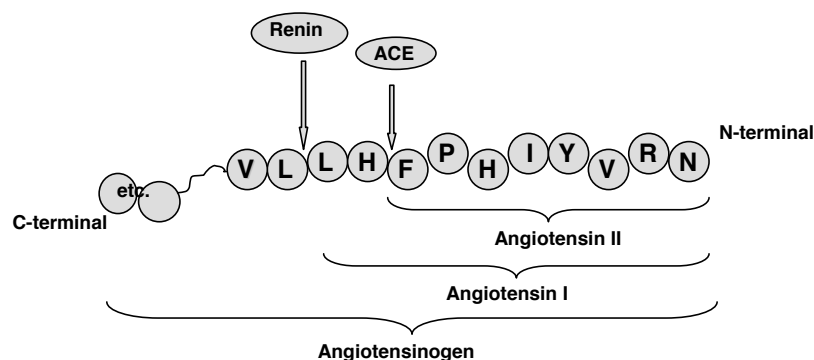 Renin
ACE
N-terminal
V L L H F P H I Y V R N
etc.
C-terminal
Angiotensin II
Angiotensin I
Angiotensinogen